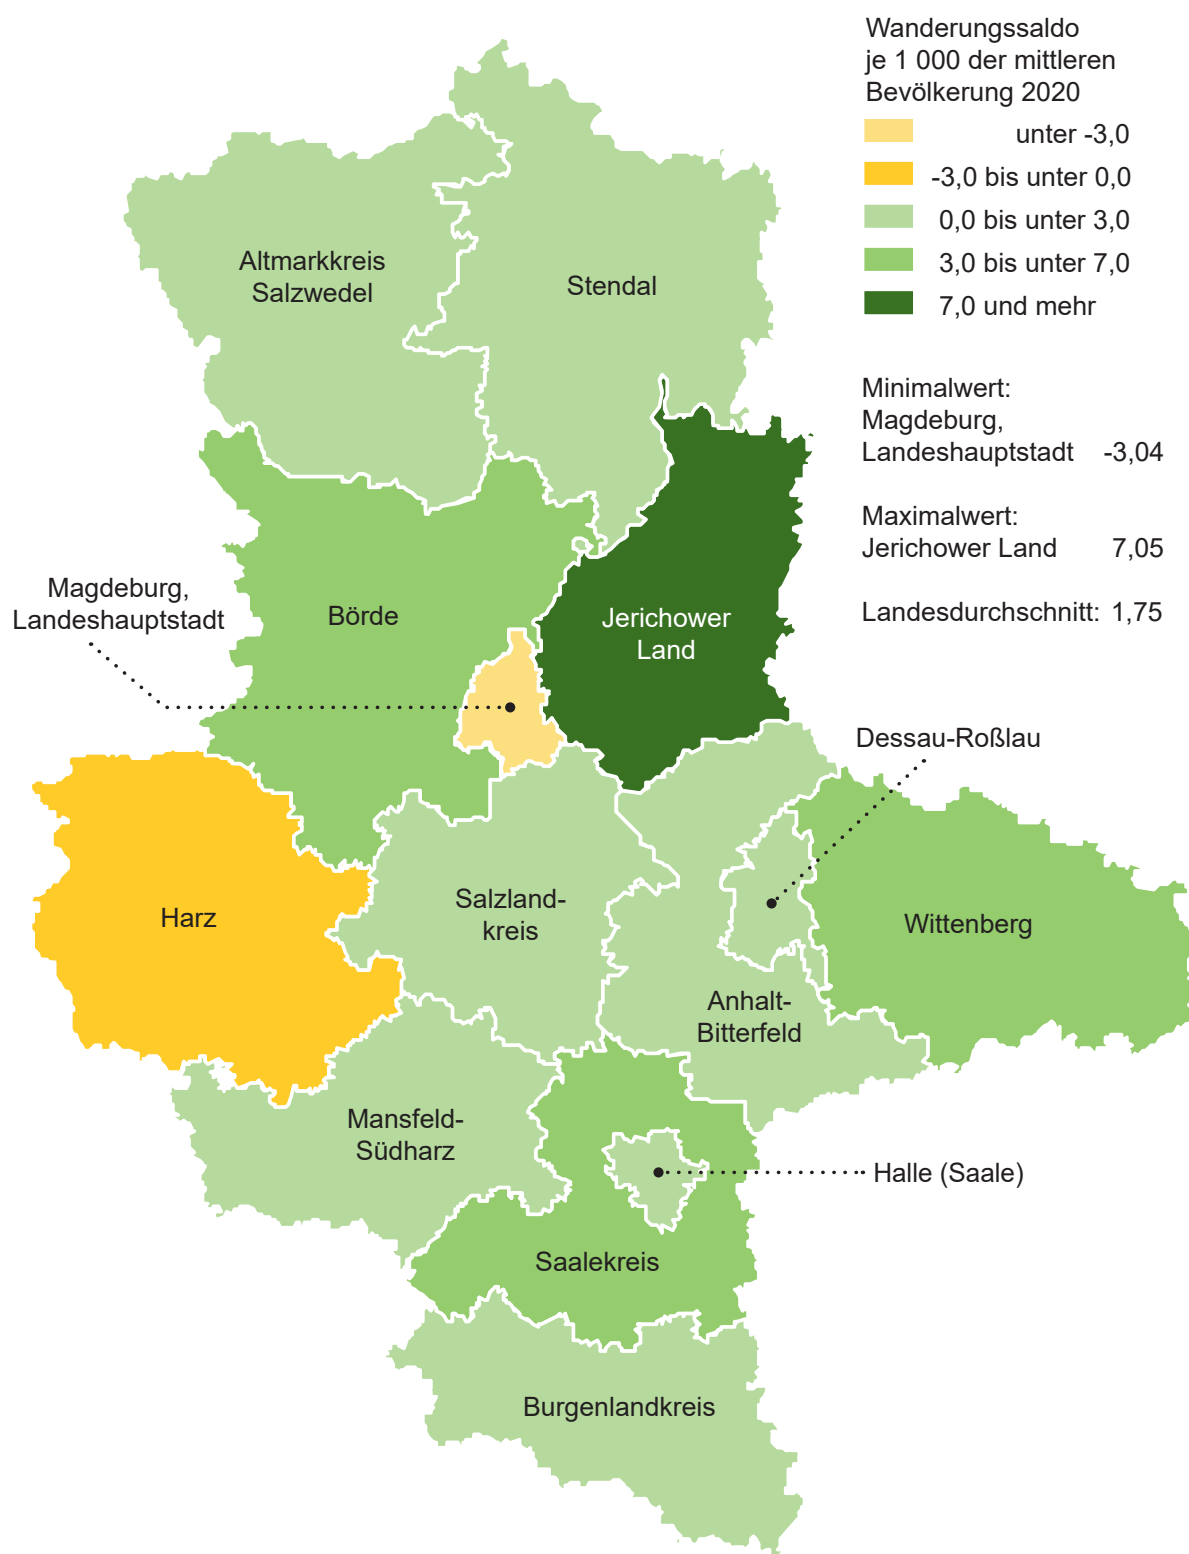 Wanderungssaldo
je 1 000 der mittleren
Bevölkerung 2020
unter -3,0
-3,0 bis unter 0,0
0,0 bis unter 3,0
3,0 bis unter 7,0
7,0 und mehr
Minimalwert:
Magdeburg,
Landeshauptstadt -3,04
Maximalwert:
Jerichower Land 7,05
Landesdurchschnitt: 1,75
Altmarkkreis
Salzwedel
Stendal
Magdeburg,
Landeshauptstadt
Börde
Jerichower
Land
Dessau-Roßlau
Harz
Salzland-
kreis
Wittenberg
Anhalt-
Bitterfeld
Mansfeld-
Südharz
Halle (Saale)
Saalekreis
Burgenlandkreis